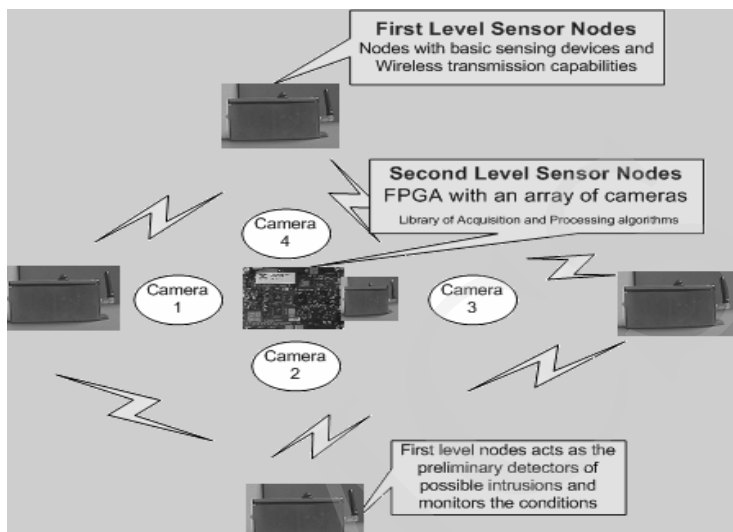 First Level Sensor Nodes
Nodes with basic sensing devices and
Wireless transmission capabilities
Second Level Sensor Nodes
FPGA with an array of cameras
Library of Acquisition and Processing algorithms
Camera
4
Camera
1
Camera
3
Camera
2
First level nodes acts as the
preliminary detectors of
possible intrusions and
monitors the conditions